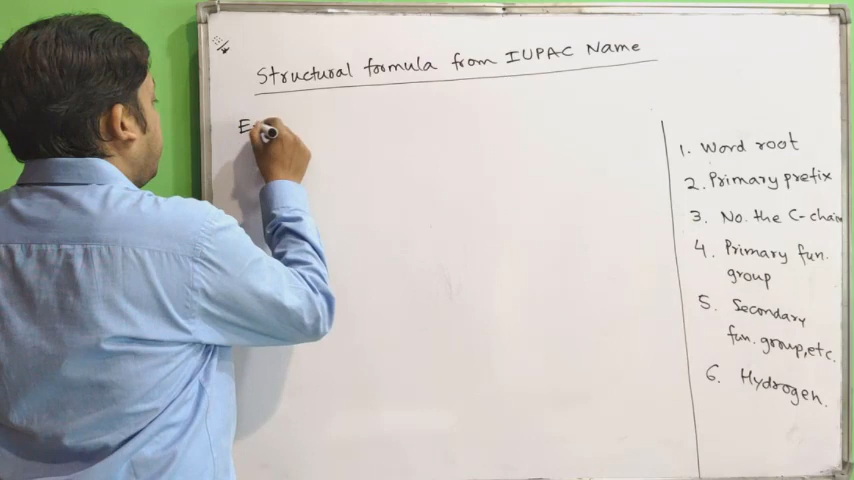 Structural formula from IUPAC Name
E
1. Word root
2. Primary prefix
3. No. the C-chain
4. Primary fun.
group
5. Secondary
fun. group, etc.
6. Hydrogen.